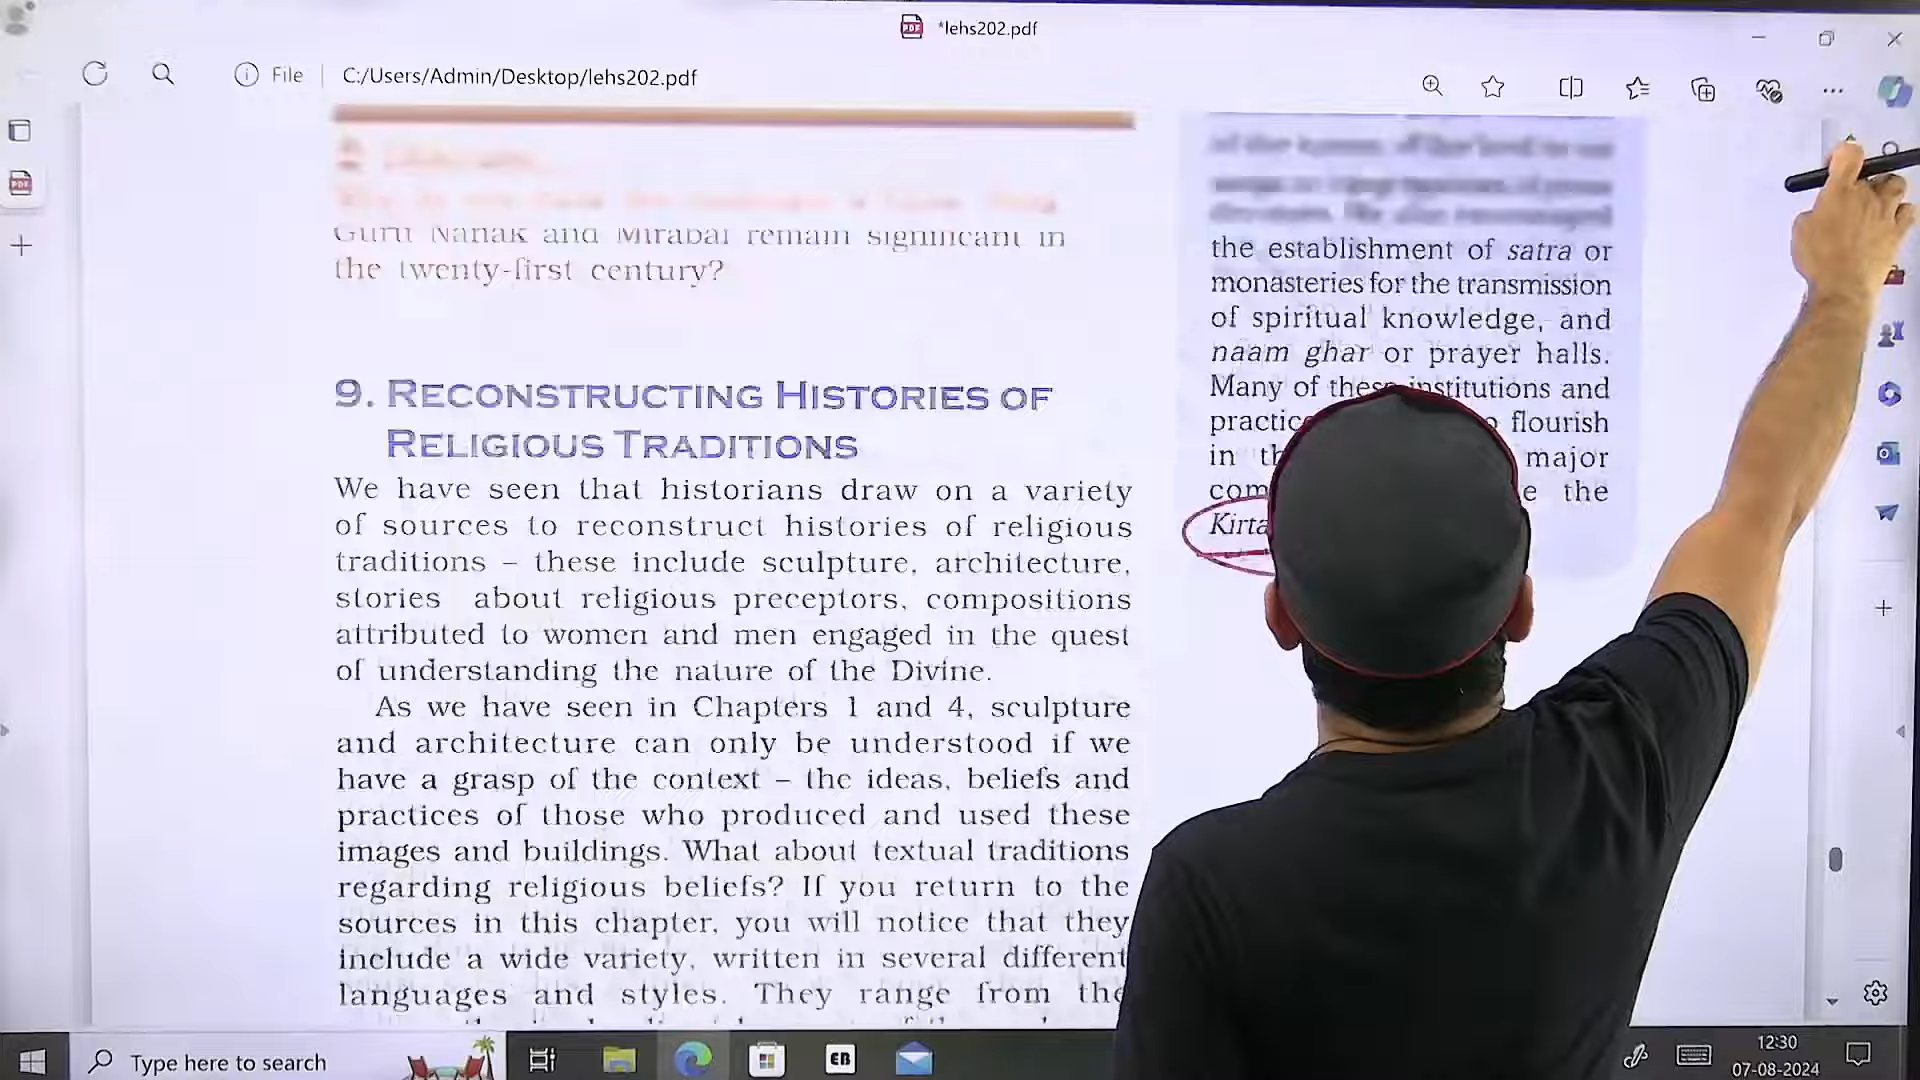 *lehs202.pdf
File
C:/Users/Admin/Desktop/lehs202.pdf
Guru Nanak and Mirabai remain significant in
the twenty-first century?
9. RECONSTRUCTING HISTORIES OF
RELIGIOUS TRADITIONS
We have seen that historians draw on a variety
of sources to reconstruct histories of religious
traditions – these include sculpture, architecture,
stories about religious preceptors, compositions
attributed to women and men engaged in the quest
of understanding the nature of the Divine.
As we have seen in Chapters 1 and 4, sculpture
and architecture can only be understood if we
have a grasp of the context – the ideas, beliefs and
practices of those who produced and used these
images and buildings. What about textual traditions
regarding religious beliefs? If you return to the
sources in this chapter, you will notice that they
include a wide variety, written in several different
languages and styles. They range from the
the establishment of satra or
monasteries for the transmission
of spiritual knowledge, and
naam ghar or prayer halls.
Many of these institutions and
flourish
in major
the
Type here to search
EB
12:30
07-08-2024